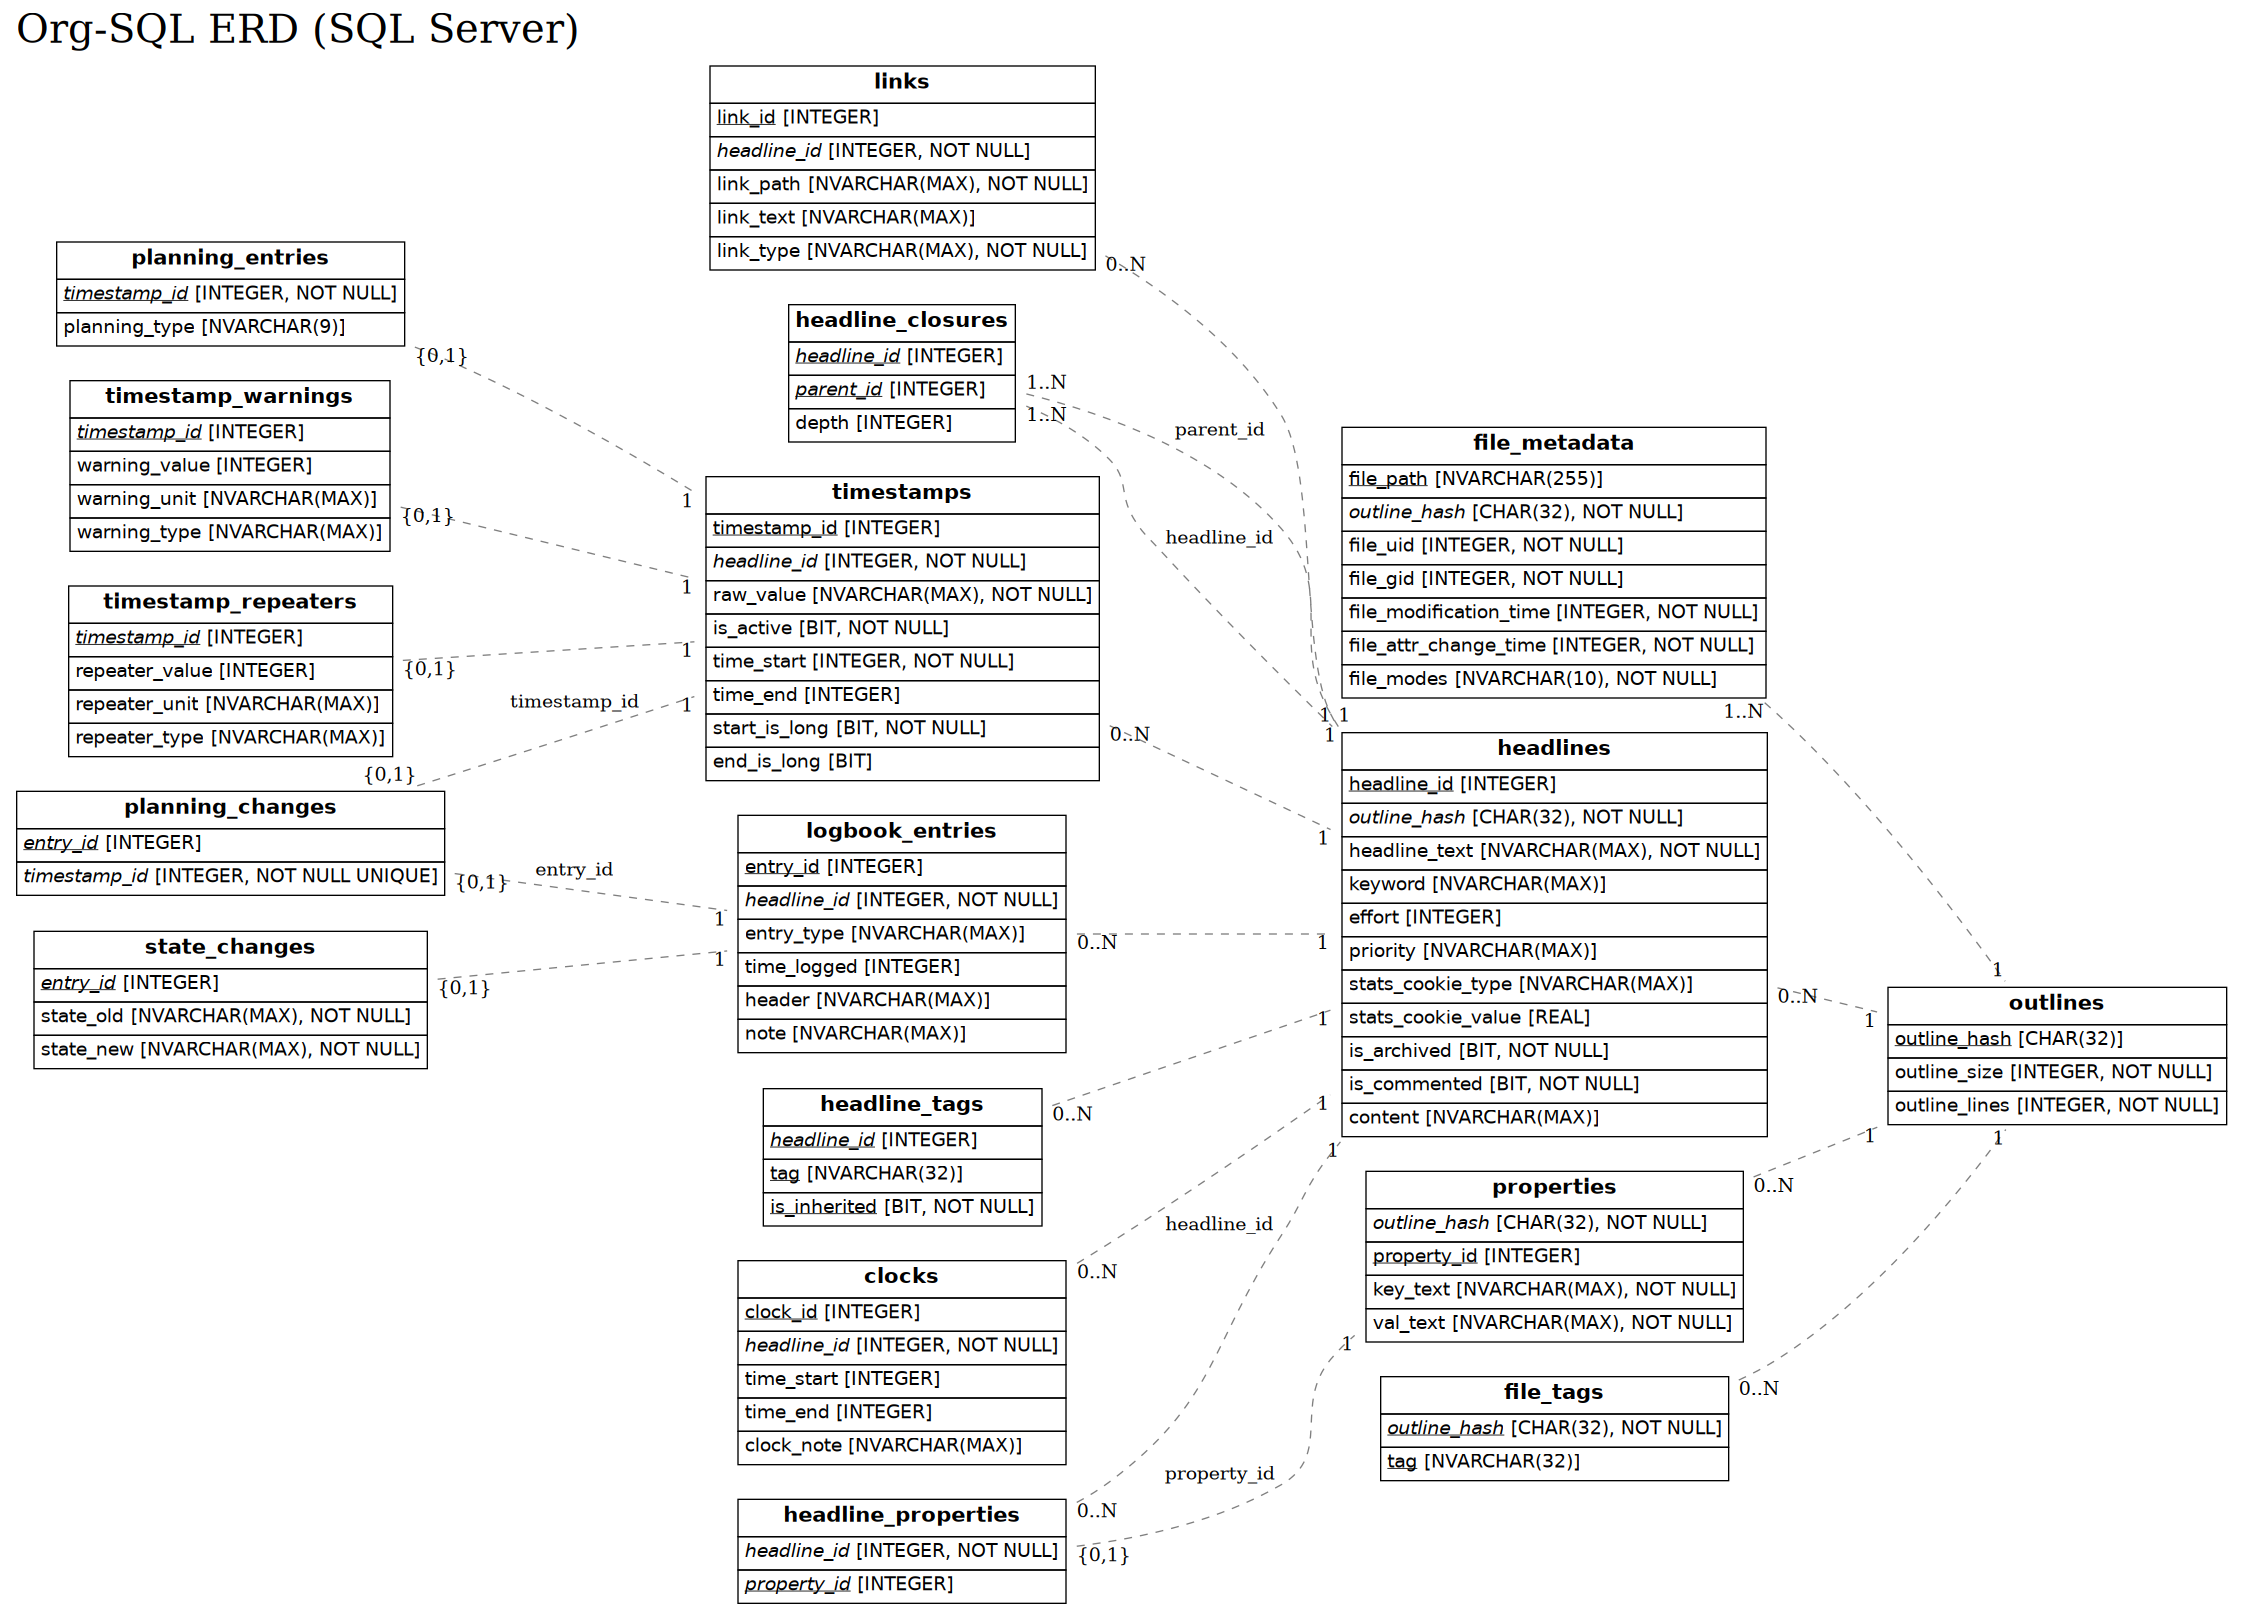 Org-SQL ERD (SQL Server)
links
link_id [INTEGER]
headline_id [INTEGER, NOT NULL]
link_path [NVARCHAR(MAX), NOT NULL]
link_text [NVARCHAR(MAX)]
link_type [NVARCHAR(MAX), NOT NULL]
0..N
planning_entries
timestamp_id [INTEGER, NOT NULL]
planning_type [NVARCHAR(9)]
{0,1}
1
headline_closures
headline_id [INTEGER]
parent_id [INTEGER]
depth [INTEGER]
1..N
1..N
parent_id
headline_id
timestamp_warnings
timestamp_id [INTEGER]
warning_value [INTEGER]
warning_unit [NVARCHAR(MAX)]
warning_type [NVARCHAR(MAX)]
{0,1}
1
timestamps
timestamp_id [INTEGER]
headline_id [INTEGER, NOT NULL]
raw_value [NVARCHAR(MAX), NOT NULL]
is_active [BIT, NOT NULL]
time_start [INTEGER, NOT NULL]
time_end [INTEGER]
start_is_long [BIT, NOT NULL]
end_is_long [BIT]
0..N
1
file_metadata
file_path [NVARCHAR(255)]
outline_hash [CHAR(32), NOT NULL]
file_uid [INTEGER, NOT NULL]
file_gid [INTEGER, NOT NULL]
file_modification_time [INTEGER, NOT NULL]
file_attr_change_time [INTEGER, NOT NULL]
file_modes [NVARCHAR(10), NOT NULL]
1..N
1
timestamp_repeaters
timestamp_id [INTEGER]
repeater_value [INTEGER]
repeater_unit [NVARCHAR(MAX)]
repeater_type [NVARCHAR(MAX)]
{0,1}
1
timestamp_id
1
{0,1}
planning_changes
entry_id [INTEGER]
timestamp_id [INTEGER, NOT NULL UNIQUE]
{0,1}
entry_id
1
1 1
1
headlines
headline_id [INTEGER]
outline_hash [CHAR(32), NOT NULL]
headline_text [NVARCHAR(MAX), NOT NULL]
keyword [NVARCHAR(MAX)]
effort [INTEGER]
priority [NVARCHAR(MAX)]
stats_cookie_type [NVARCHAR(MAX)]
stats_cookie_value [REAL]
is_archived [BIT, NOT NULL]
is_commented [BIT, NOT NULL]
content [NVARCHAR(MAX)]
0..N
1
logbook_entries
entry_id [INTEGER]
headline_id [INTEGER, NOT NULL]
entry_type [NVARCHAR(MAX)]
time_logged [INTEGER]
header [NVARCHAR(MAX)]
note [NVARCHAR(MAX)]
0..N
1
state_changes
entry_id [INTEGER]
state_old [NVARCHAR(MAX), NOT NULL]
state_new [NVARCHAR(MAX), NOT NULL]
{0,1}
1
outlines
outline_hash [CHAR(32)]
outline_size [INTEGER, NOT NULL]
outline_lines [INTEGER, NOT NULL]
1
1
headline_tags
headline_id [INTEGER]
tag [NVARCHAR(32)]
is_inherited [BIT, NOT NULL]
0..N
1
1
1
headline_id
properties
outline_hash [CHAR(32), NOT NULL]
property_id [INTEGER]
key_text [NVARCHAR(MAX), NOT NULL]
val_text [NVARCHAR(MAX), NOT NULL]
0..N
1
clocks
clock_id [INTEGER]
headline_id [INTEGER, NOT NULL]
time_start [INTEGER]
time_end [INTEGER]
clock_note [NVARCHAR(MAX)]
0..N
file_tags
outline_hash [CHAR(32), NOT NULL]
tag [NVARCHAR(32)]
0..N
property_id
headline_properties
headline_id [INTEGER, NOT NULL]
property_id [INTEGER]
0..N
{0,1}